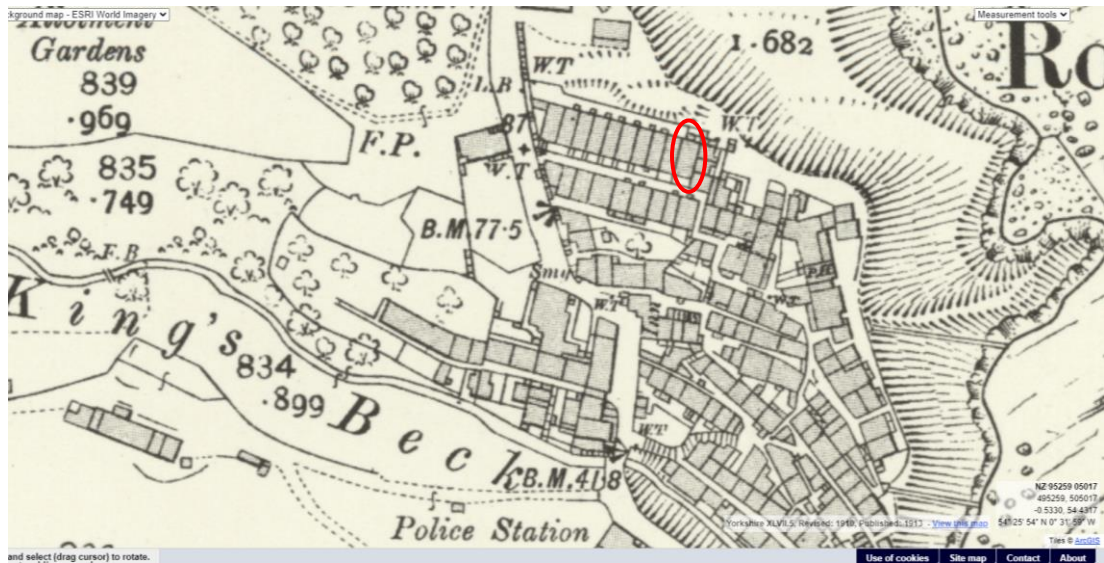 ckground map - ESRI World Imagery
Measurement tools
Allotment
Gardens
839
·969
1·682
Ro
W.T
L.B
87
F.P.
W.T
W.T
835
·749
B.M.77·5
F.B
Smy
P.H.
W.T
W.T
King's Beck
834
·899
W.T
B.M.41·8
Police Station
NZ 95259 05017
495259, 505017
-0.5330, 54.4317
Yorkshire XLVII.5, Revised: 1910, Published: 1913 - View this map
54°25' 54" N 0° 31' 59" W
Tiles © ArcGIS
and select (drag cursor) to rotate.
Use of cookies
Site map
Contact
About